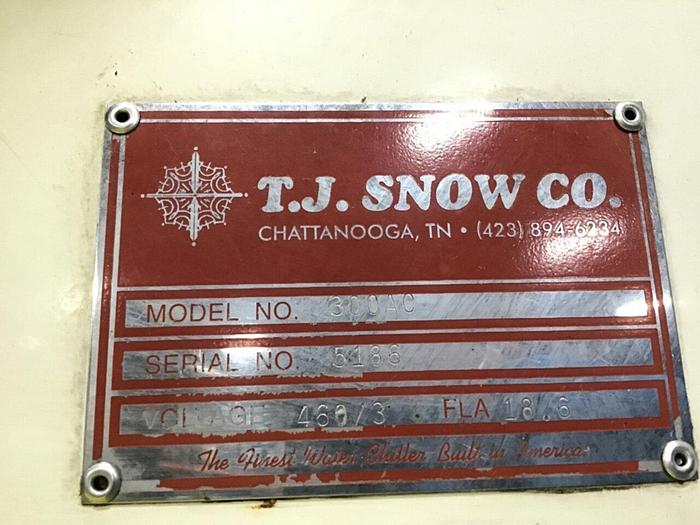 T.J. SNOW CO.
CHATTANOOGA, TN • (423) 894-6234
MODEL NO. 300AC
SERIAL NO. 5186
VOLTAGE 460/3 FLA 18.6
The Finest Water Chiller Built in America